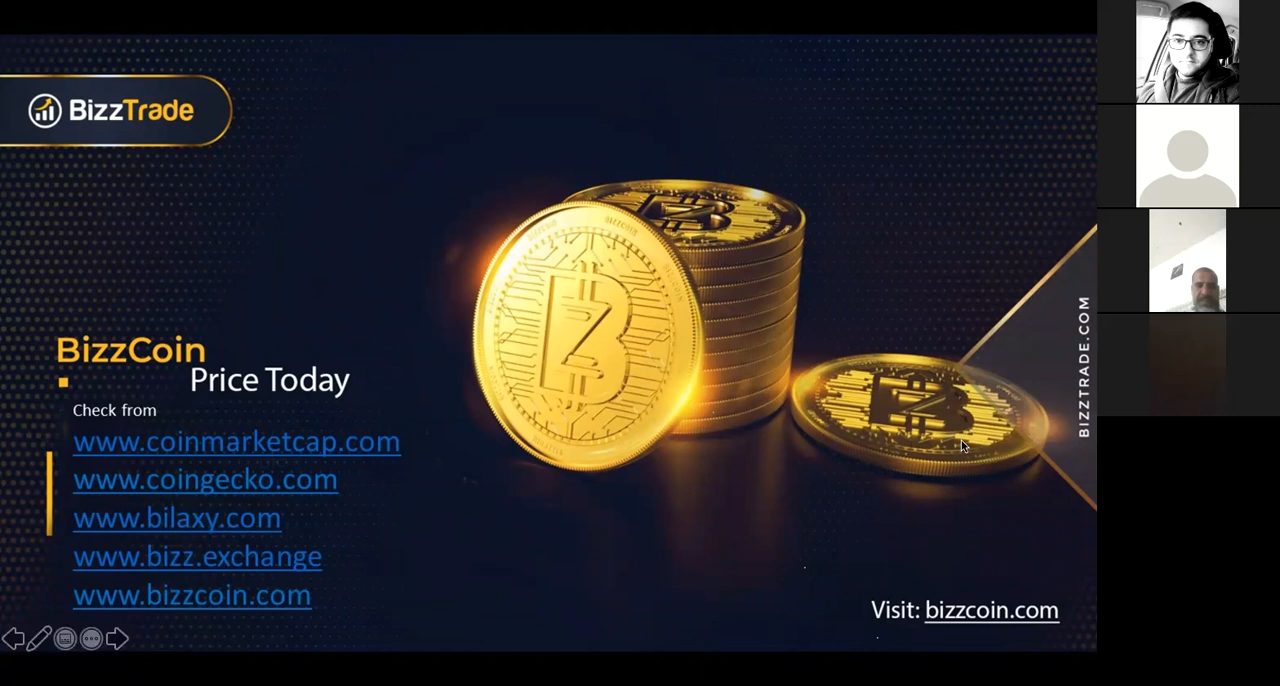 BizzTrade
BizzCoin
Price Today
Check from
www.coinmarketcap.com
www.coingecko.com
www.bilaxy.com
www.bizz.exchange
www.bizzcoin.com
BIZZTRADE.COM
Visit: bizzcoin.com